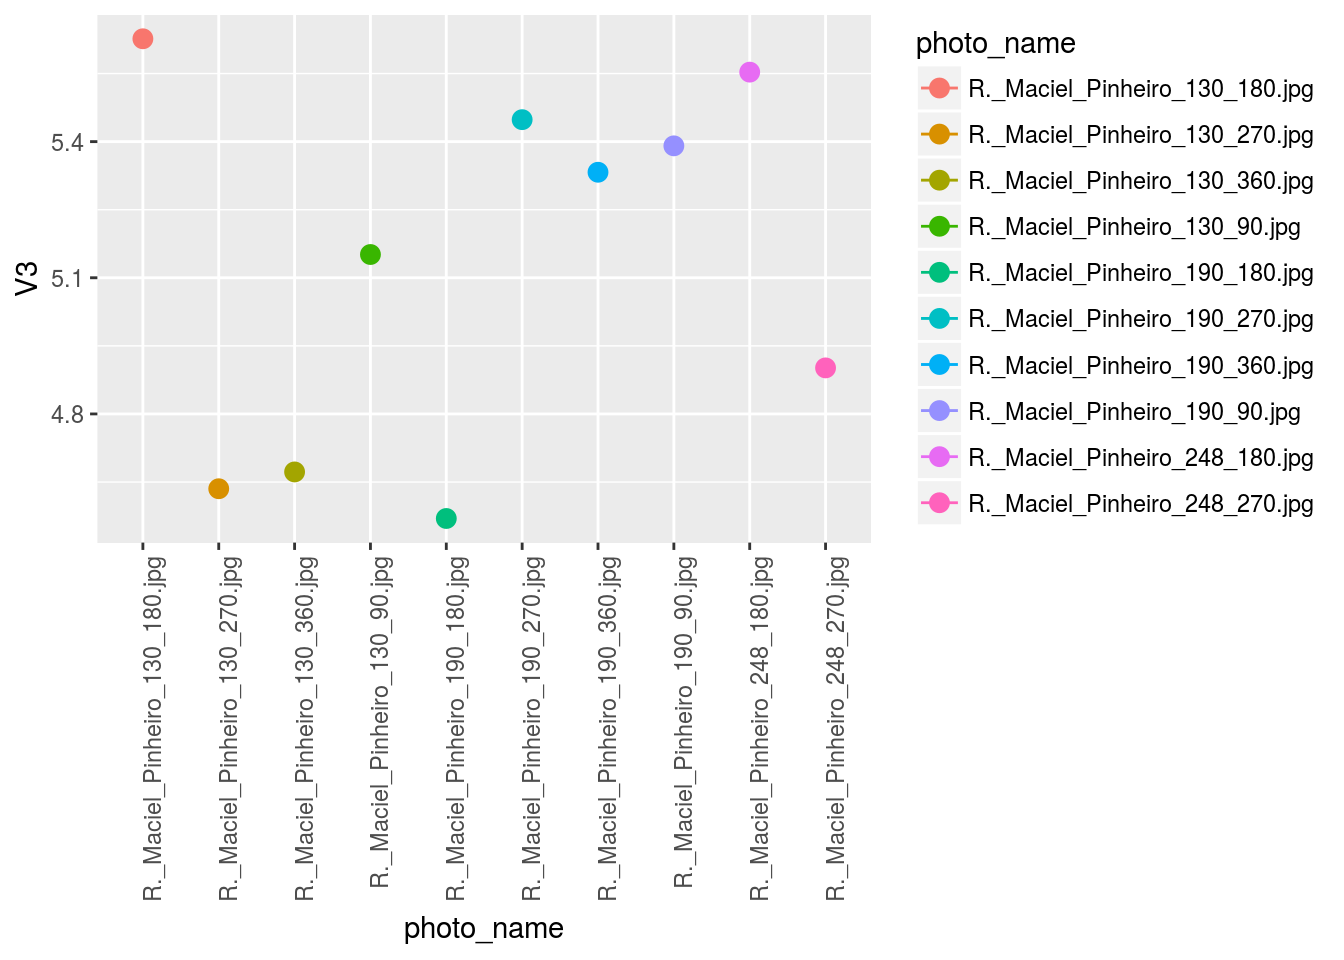 V3
5.4
5.1
4.8
R._Maciel_Pinheiro_130_180.jpg
R._Maciel_Pinheiro_130_270.jpg
R._Maciel_Pinheiro_130_360.jpg
R._Maciel_Pinheiro_130_90.jpg
R._Maciel_Pinheiro_190_180.jpg
R._Maciel_Pinheiro_190_270.jpg
R._Maciel_Pinheiro_190_360.jpg
R._Maciel_Pinheiro_190_90.jpg
R._Maciel_Pinheiro_248_180.jpg
R._Maciel_Pinheiro_248_270.jpg
photo_name
photo_name
R._Maciel_Pinheiro_130_180.jpg
R._Maciel_Pinheiro_130_270.jpg
R._Maciel_Pinheiro_130_360.jpg
R._Maciel_Pinheiro_130_90.jpg
R._Maciel_Pinheiro_190_180.jpg
R._Maciel_Pinheiro_190_270.jpg
R._Maciel_Pinheiro_190_360.jpg
R._Maciel_Pinheiro_190_90.jpg
R._Maciel_Pinheiro_248_180.jpg
R._Maciel_Pinheiro_248_270.jpg